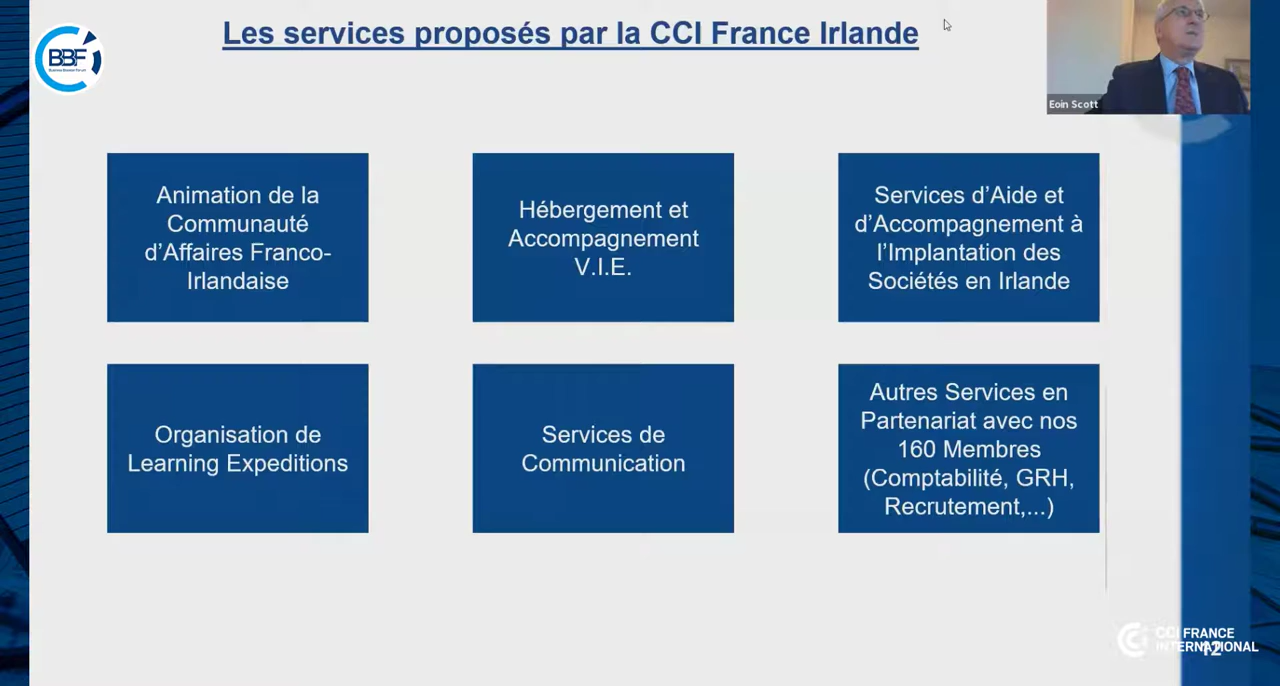 Les services proposés par la CCI France Irlande
BBF
Eoin Scott
Animation de la
Communauté
d’Affaires Franco-
Irlandaise
Hébergement et
Accompagnement
V.I.E.
Services d’Aide et
d’Accompagnement à
l’Implantation des
Sociétés en Irlande
Organisation de
Learning Expeditions
Services de
Communication
Autres Services en
Partenariat avec nos
160 Membres
(Comptabilité, GRH,
Recrutement,...)
CCI FRANCE
INTERNATIONAL
12